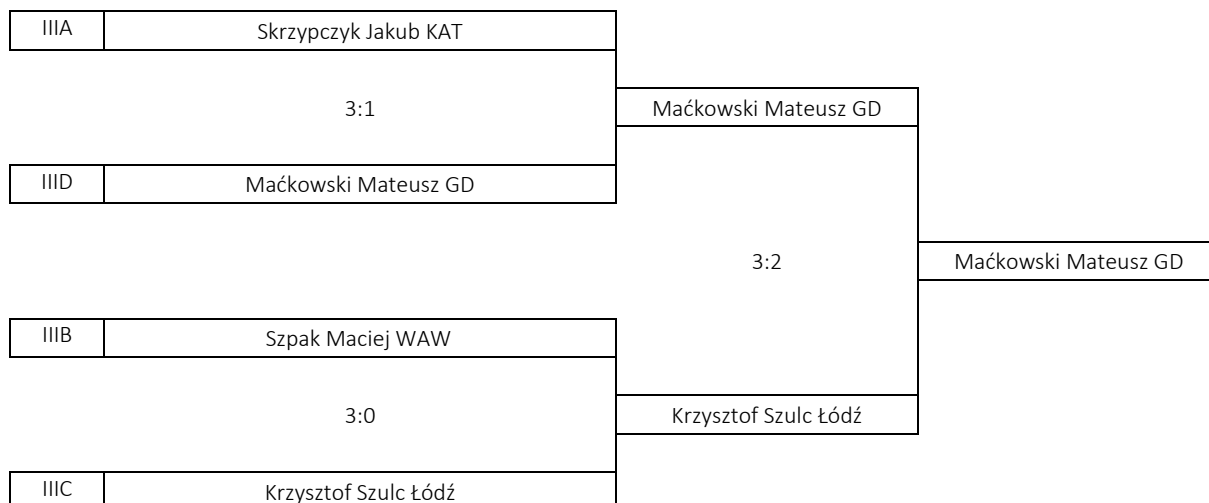 IIIA Skrzypczyk Jakub KAT
3:1
Maćkowski Mateusz GD
IIID Maćkowski Mateusz GD
3:2
Maćkowski Mateusz GD
IIIB Szpak Maciej WAW
3:0
Krzysztof Szulc Łódź
IIIC Krzysztof Szulc Łódź